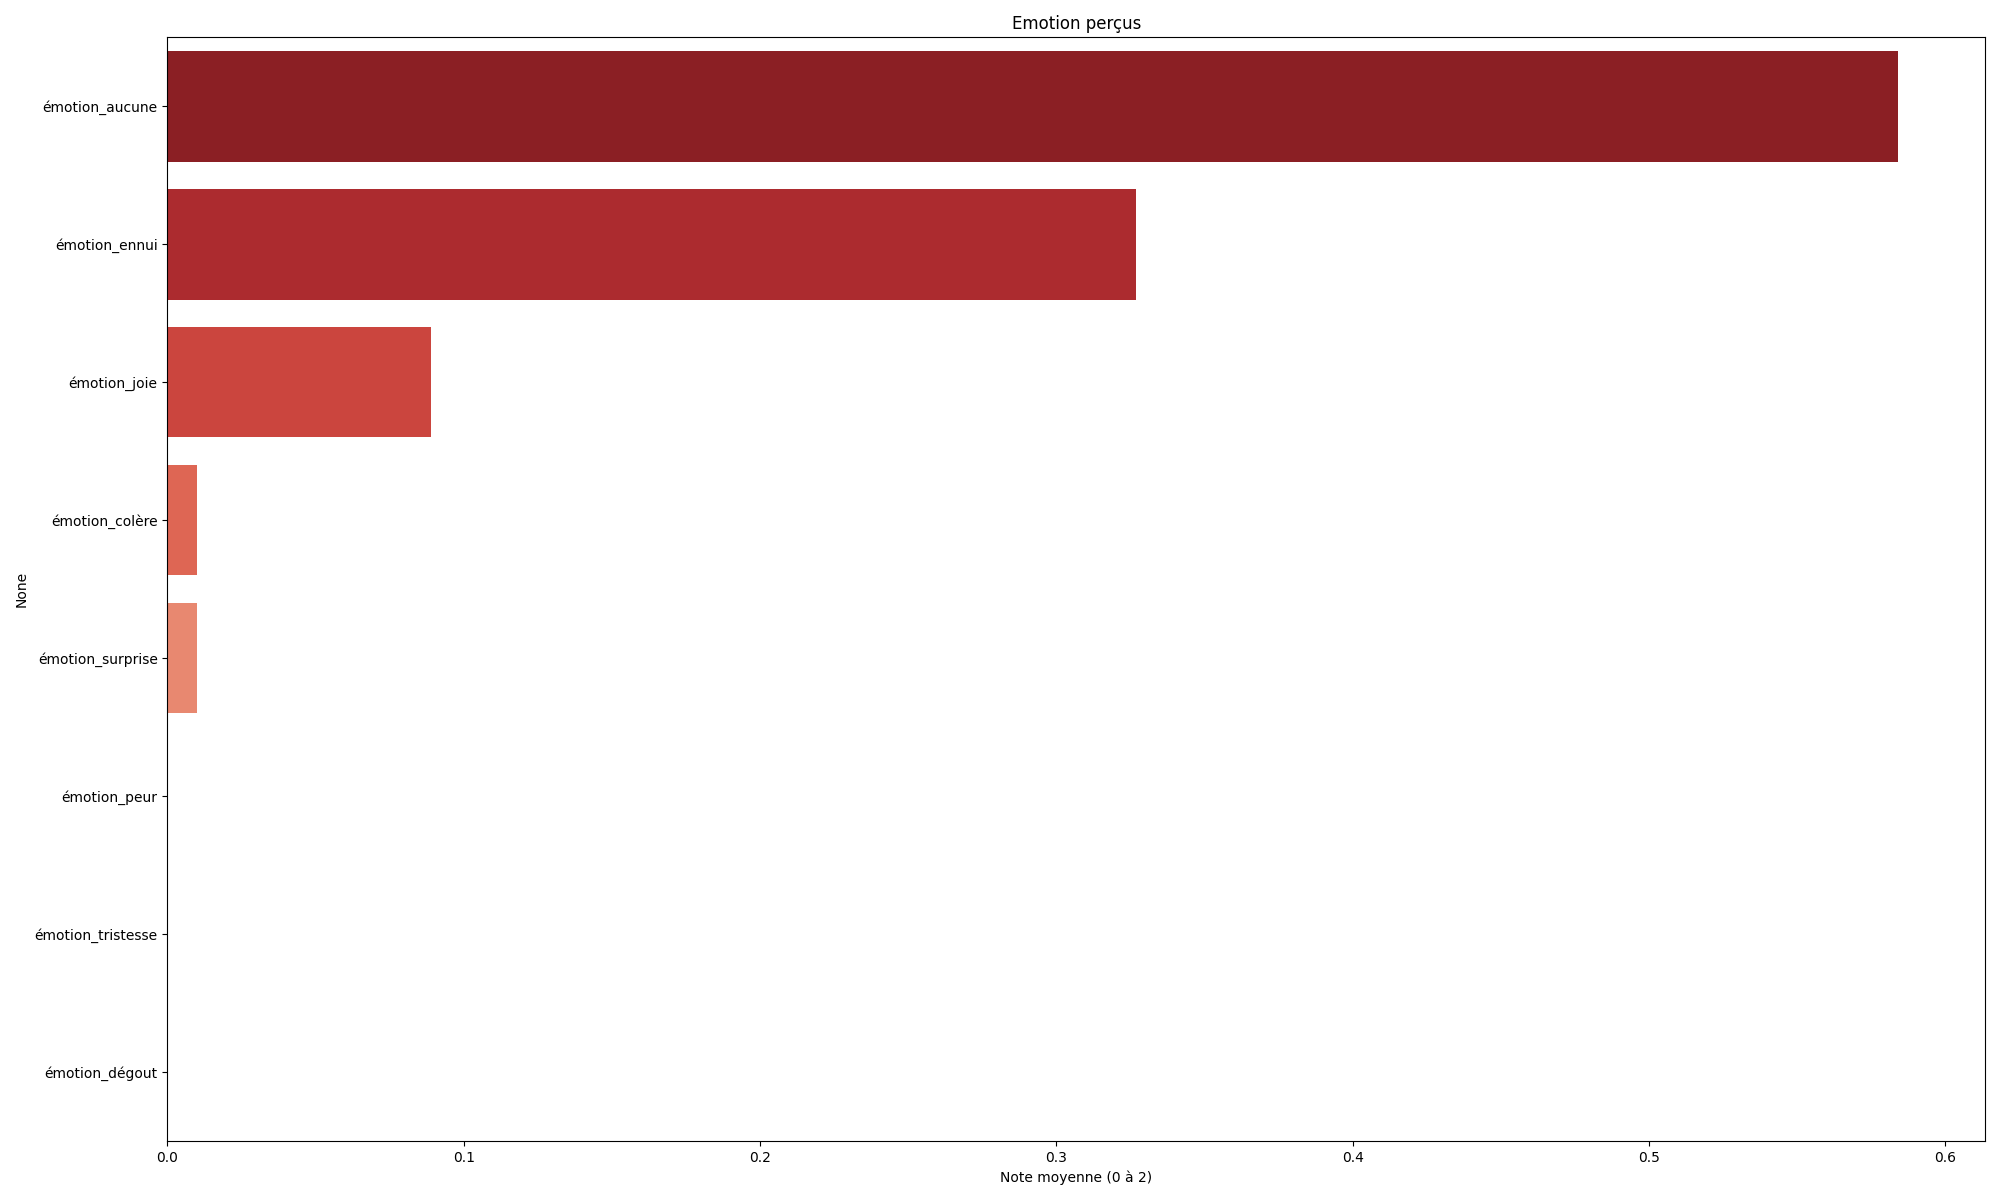 Emotion perçus
émotion_aucune
émotion_ennui
émotion_joie
émotion_colère
émotion_surprise
émotion_peur
émotion_tristesse
émotion_dégout
None
0.0 0.1 0.2 0.3 0.4 0.5 0.6
Note moyenne (0 à 2)